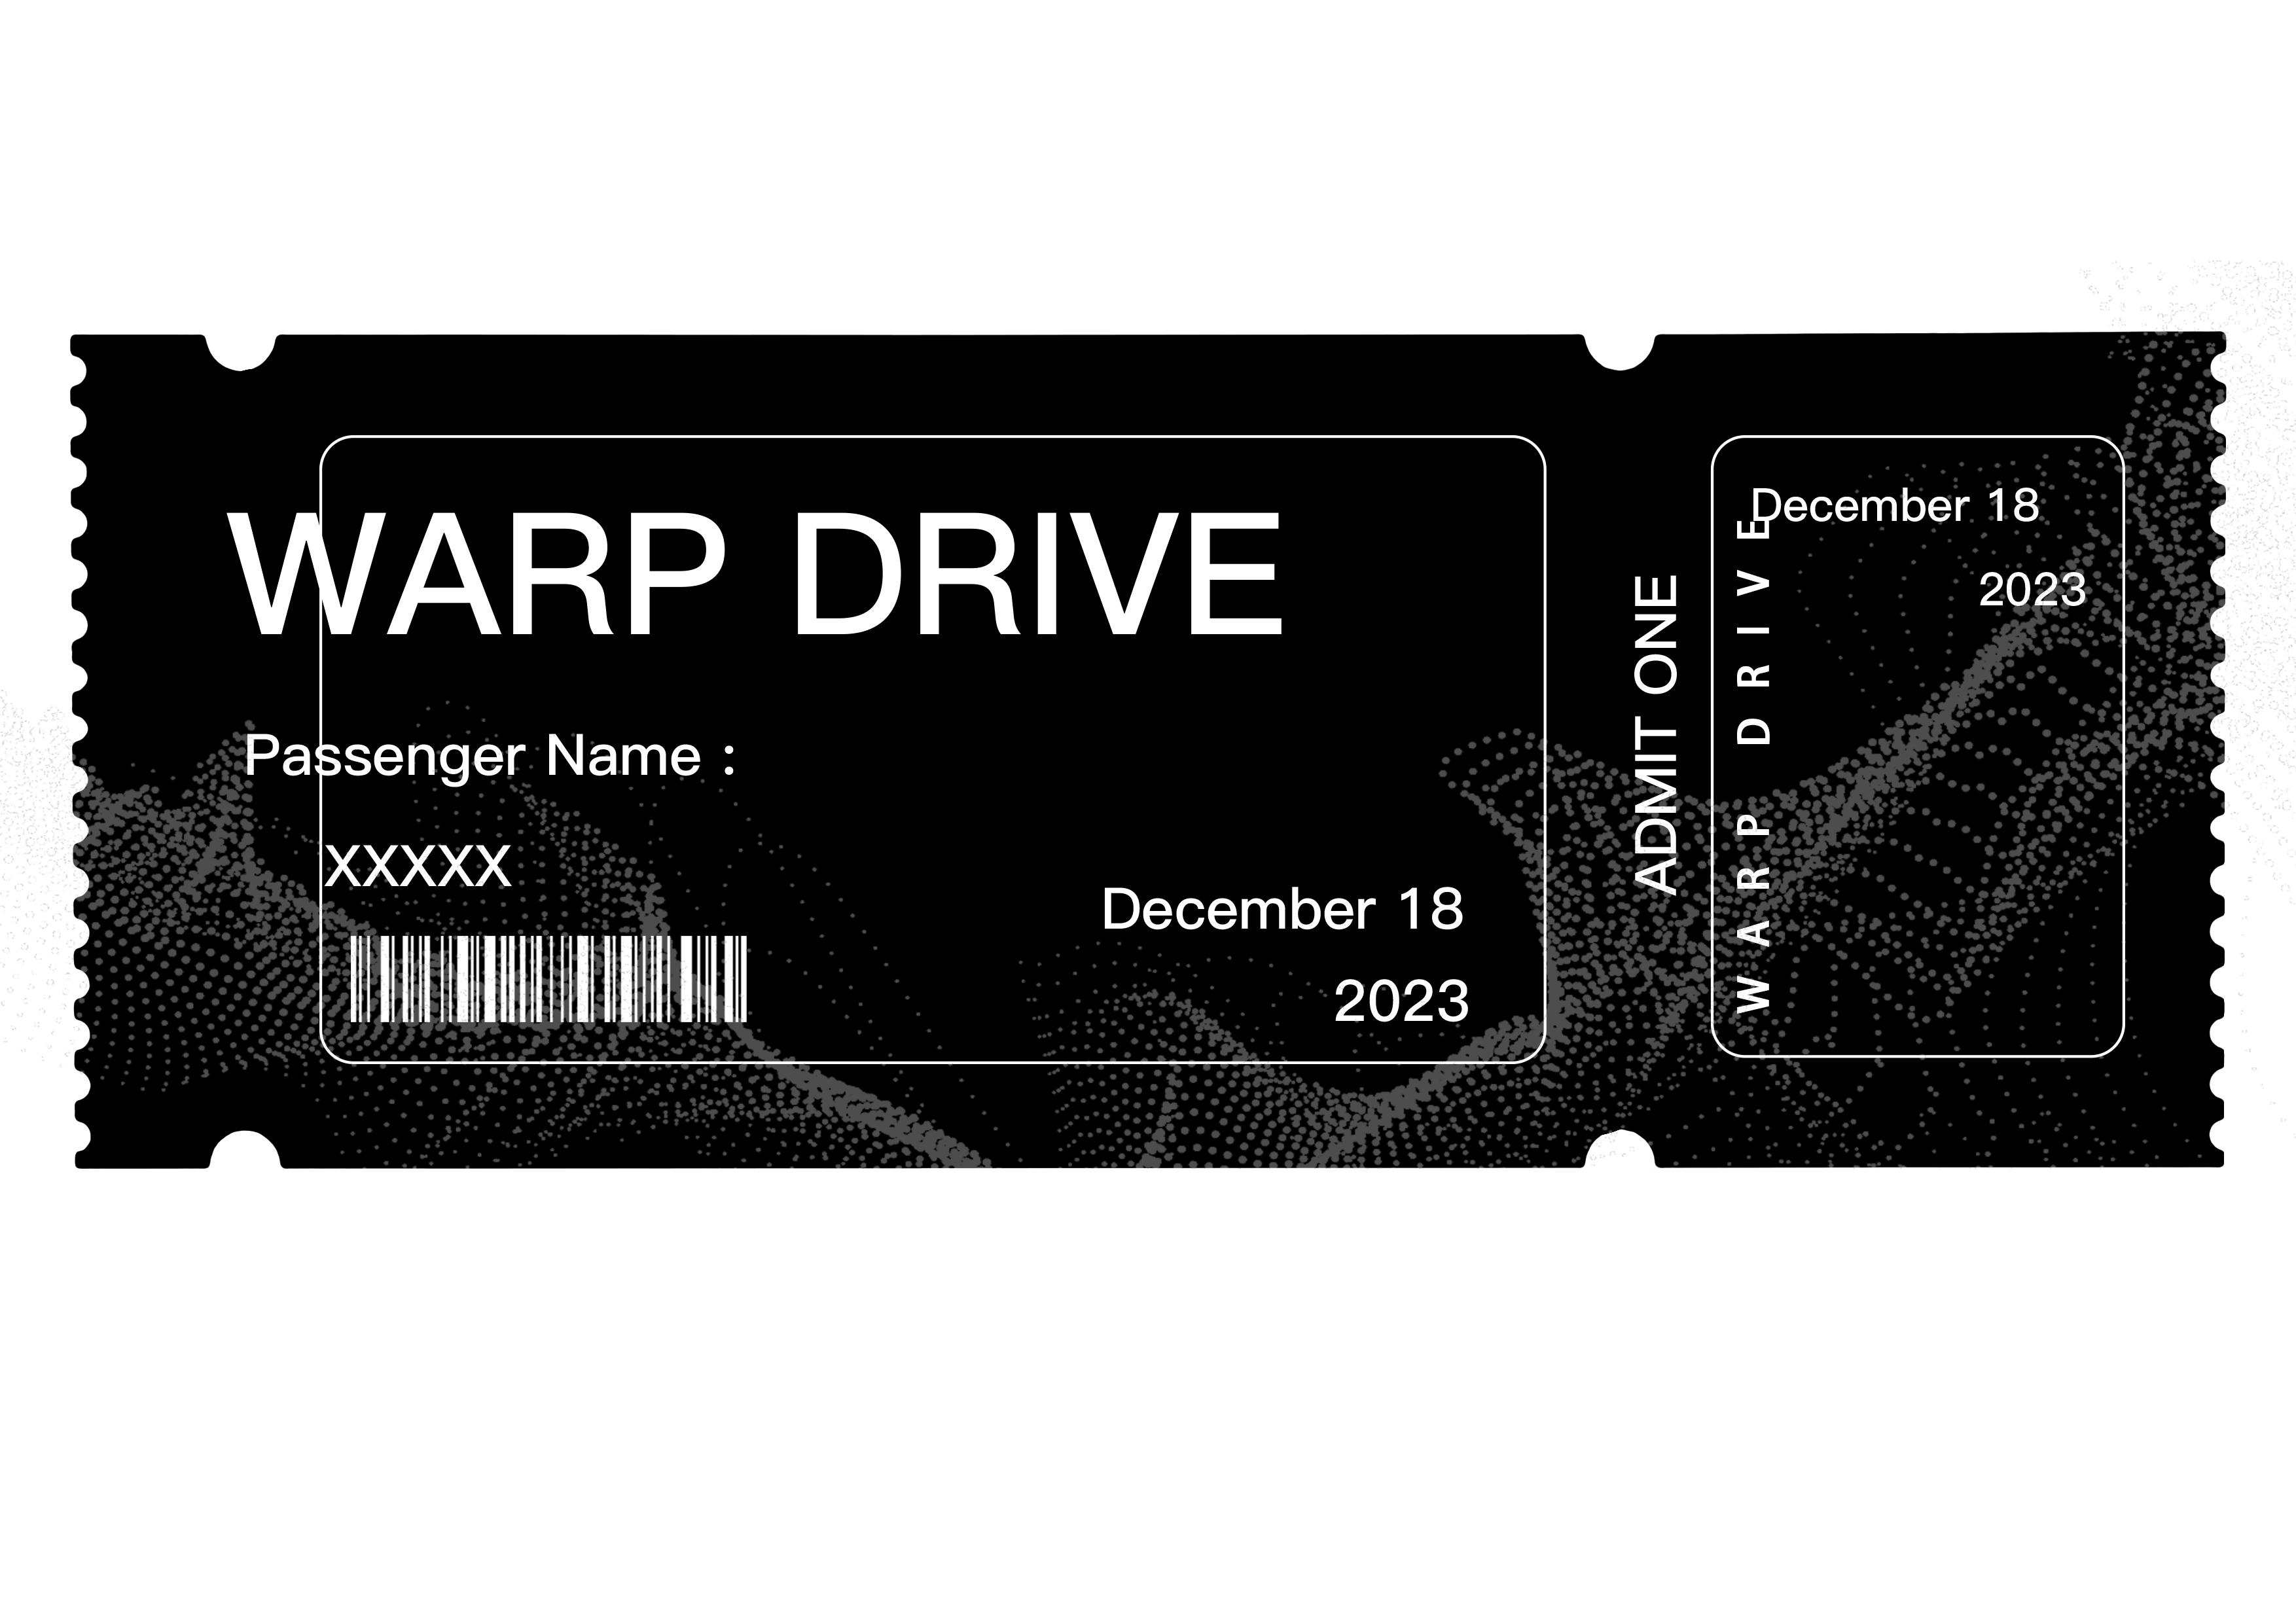 WARP DRIVE
Passenger Name :
XXXXX
December 18
2023
ADMIT ONE
WARP DRIVE
December 18
2023